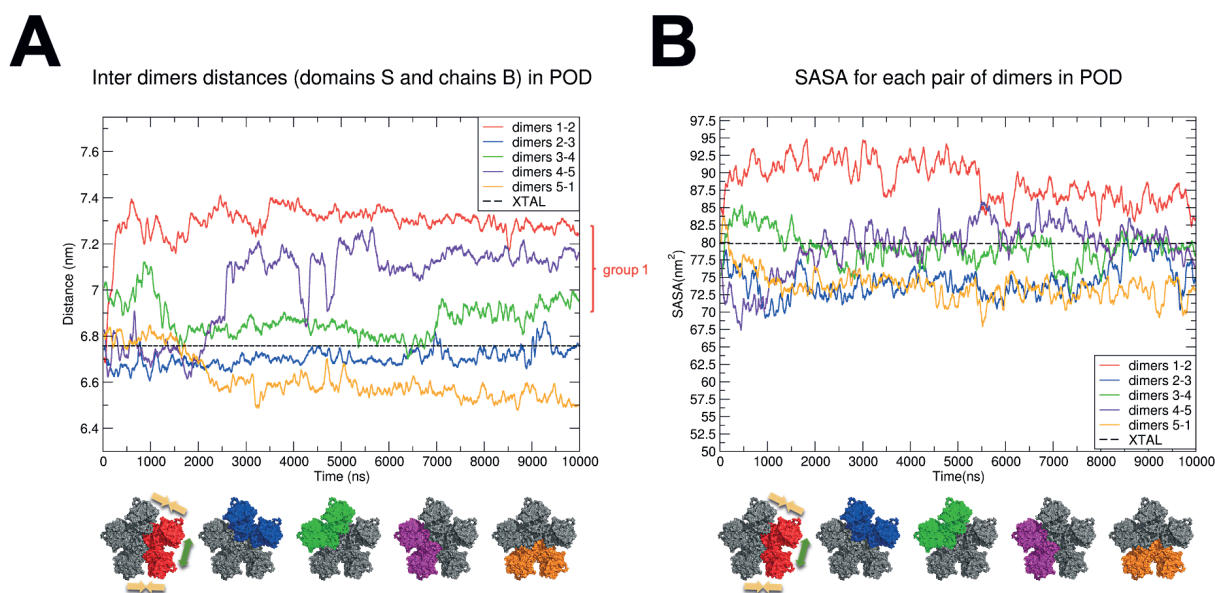 A
Inter dimers distances (domains S and chains B) in POD
dimers 1-2
dimers 2-3
dimers 3-4
dimers 4-5
dimers 5-1
XTAL
7.6
7.4
7.2
7
6.8
6.6
6.4
Distance (nm)
group 1
0 1000 2000 3000 4000 5000 6000 7000 8000 9000 10000
Time (ns)
B
SASA for each pair of dimers in POD
97.5
95
92.5
90
87.5
85
82.5
80
77.5
75
72.5
70
67.5
65
62.5
60
57.5
55
52.5
50
SASA(nm²)
dimers 1-2
dimers 2-3
dimers 3-4
dimers 4-5
dimers 5-1
XTAL
0 1000 2000 3000 4000 5000 6000 7000 8000 9000 10000
Time(ns)